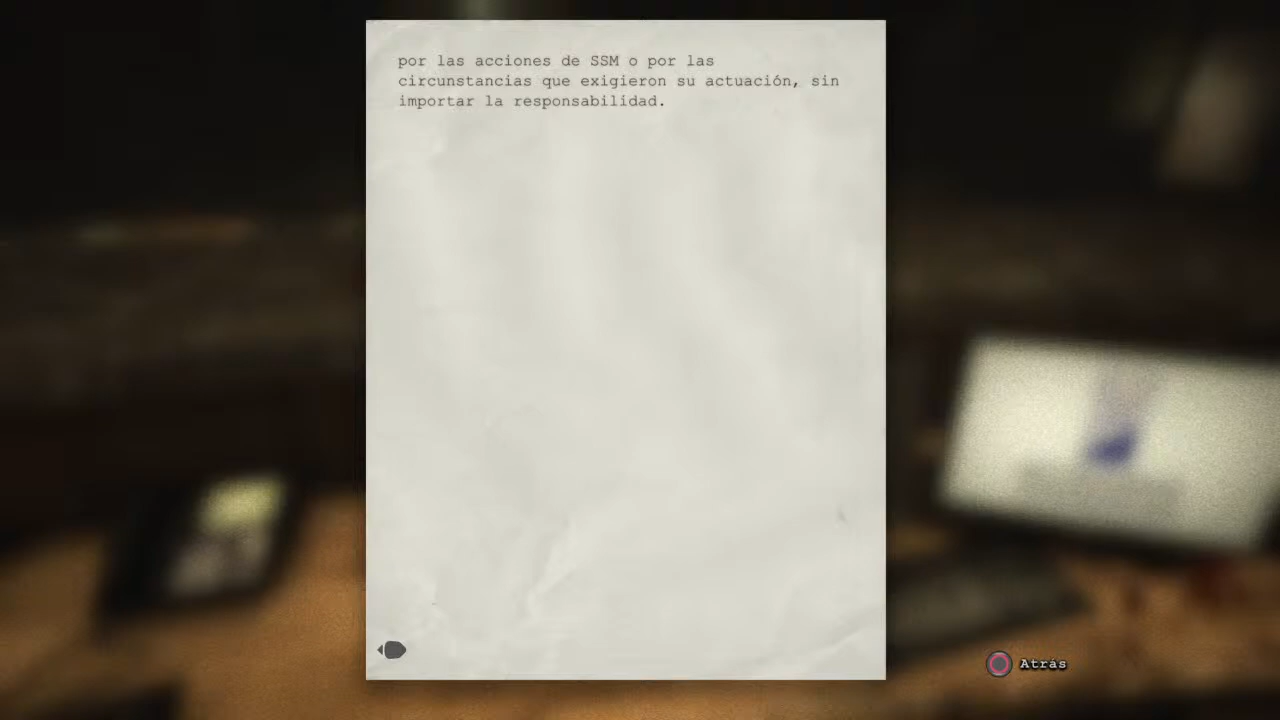 por las acciones de SSM o por las
circunstancias que exigieron su actuación, sin
importar la responsabilidad.
Atrás